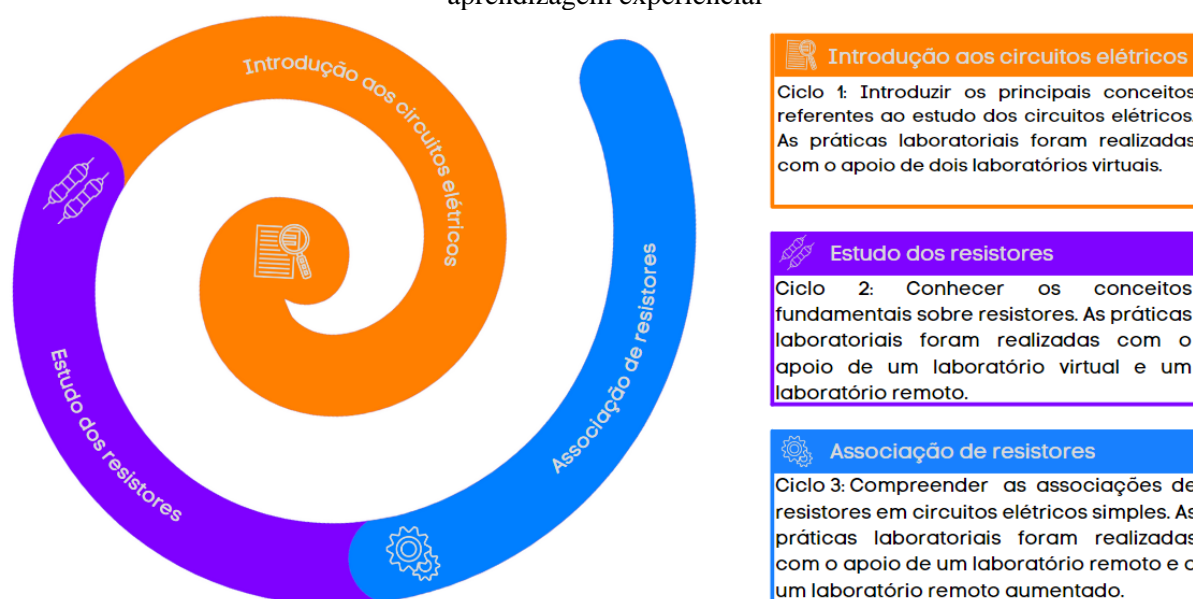 aprendizagem experiencial
Introdução aos circuitos elétricos
Estudo dos resistores
Associação de resistores
Introdução aos circuitos elétricos
Ciclo 1: Introduzir os principais conceitos
referentes ao estudo dos circuitos elétricos.
As práticas laboratoriais foram realizadas
com o apoio de dois laboratórios virtuais.
Estudo dos resistores
Ciclo 2: Conhecer os conceitos
fundamentais sobre resistores. As práticas
laboratoriais foram realizadas com o
apoio de um laboratório virtual e um
laboratório remoto.
Associação de resistores
Ciclo 3: Compreender as associações de
resistores em circuitos elétricos simples. As
práticas laboratoriais foram realizadas
com o apoio de um laboratório remoto e
um laboratório remoto aumentado.